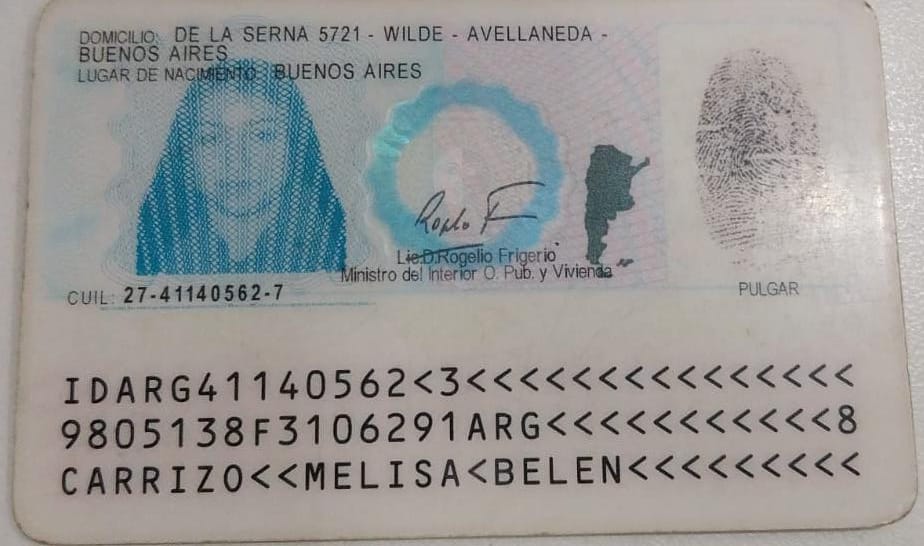 DOMICILIO: DE LA SERNA 5721 - WILDE - AVELLANEDA -
BUENOS AIRES
LUGAR DE NACIMIENTO: BUENOS AIRES
Lic.D.Rogelio Frigerio
Ministro del Interior O. Pub. y Vivienda
CUIL: 27-41140562-7
PULGAR
IDARG41140562<3<<<<<<<<<<<<<<<
9805138F3106291ARG<<<<<<<<<<<8
CARRIZO<<MELISA<BELEN<<<<<<<<<